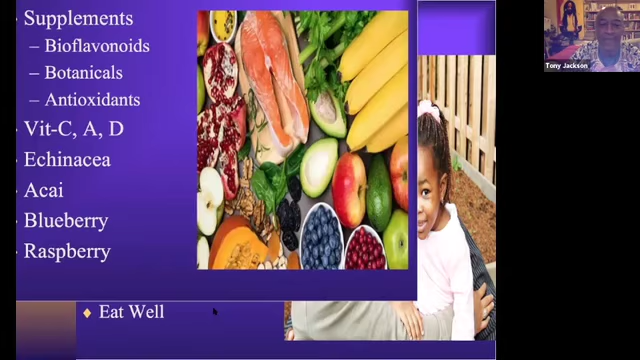 Supplements
– Bioflavonoids
– Botanicals
– Antioxidants
Vit-C, A, D
Echinacea
Acai
Blueberry
Raspberry
Eat Well
Tony Jackson